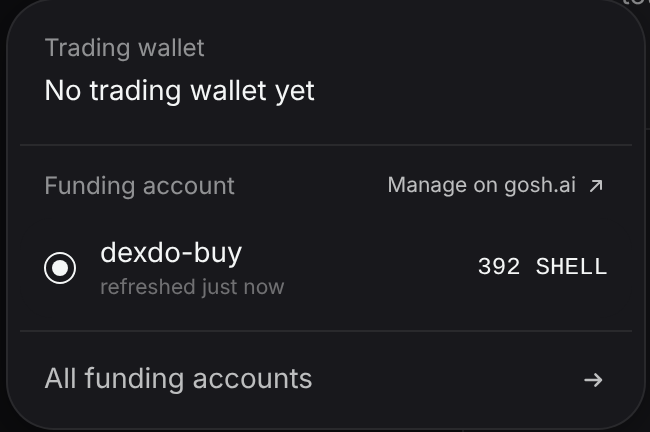 Trading wallet
No trading wallet yet
Funding account
Manage on gosh.ai ↗
dexdo-buy
392 SHELL
refreshed just now
All funding accounts →